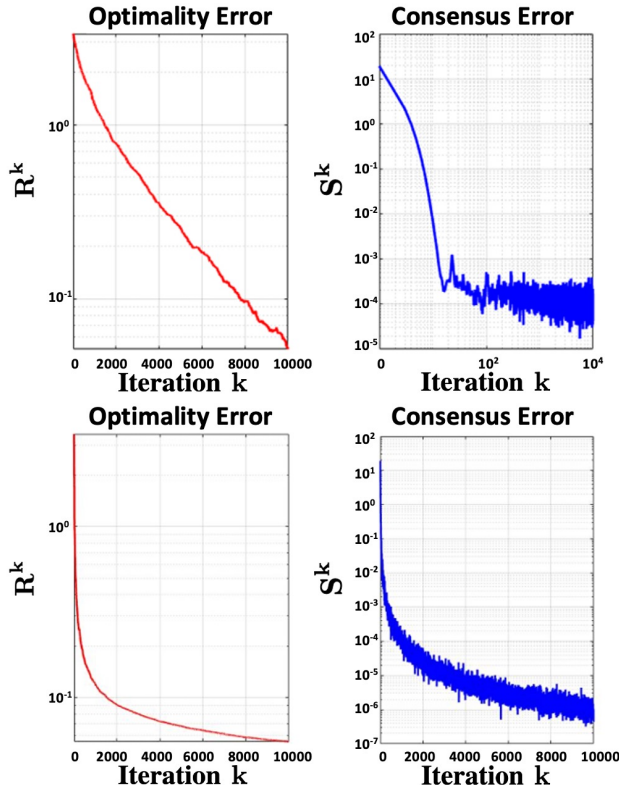 Optimality Error
R^k
10^0
10^-1
0 2000 4000 6000 8000 10000
Iteration k
Consensus Error
S^k
10^2
10^1
10^0
10^-1
10^-2
10^-3
10^-4
10^-5
0 10^2 10^4
Iteration k
Optimality Error
R^k
10^0
10^-1
0 2000 4000 6000 8000 10000
Iteration k
Consensus Error
S^k
10^2
10^1
10^0
10^-1
10^-2
10^-3
10^-4
10^-5
10^-6
10^-7
0 2000 4000 6000 8000 10000
Iteration k